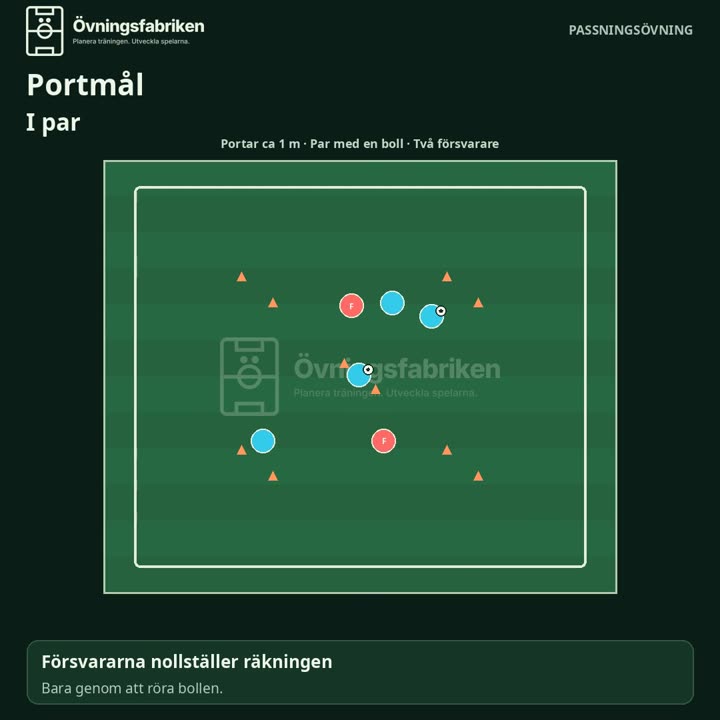 Övningsfabriken
Planera träningen. Utveckla spelarna.
PASSNINGSÖVNING
Portmål
I par
Portar ca 1 m · Par med en boll · Två försvarare
F
Övningsfabriken
Planera träningen. Utveckla spelarna.
F
Försvararna nollställer räkningen
Bara genom att röra bollen.